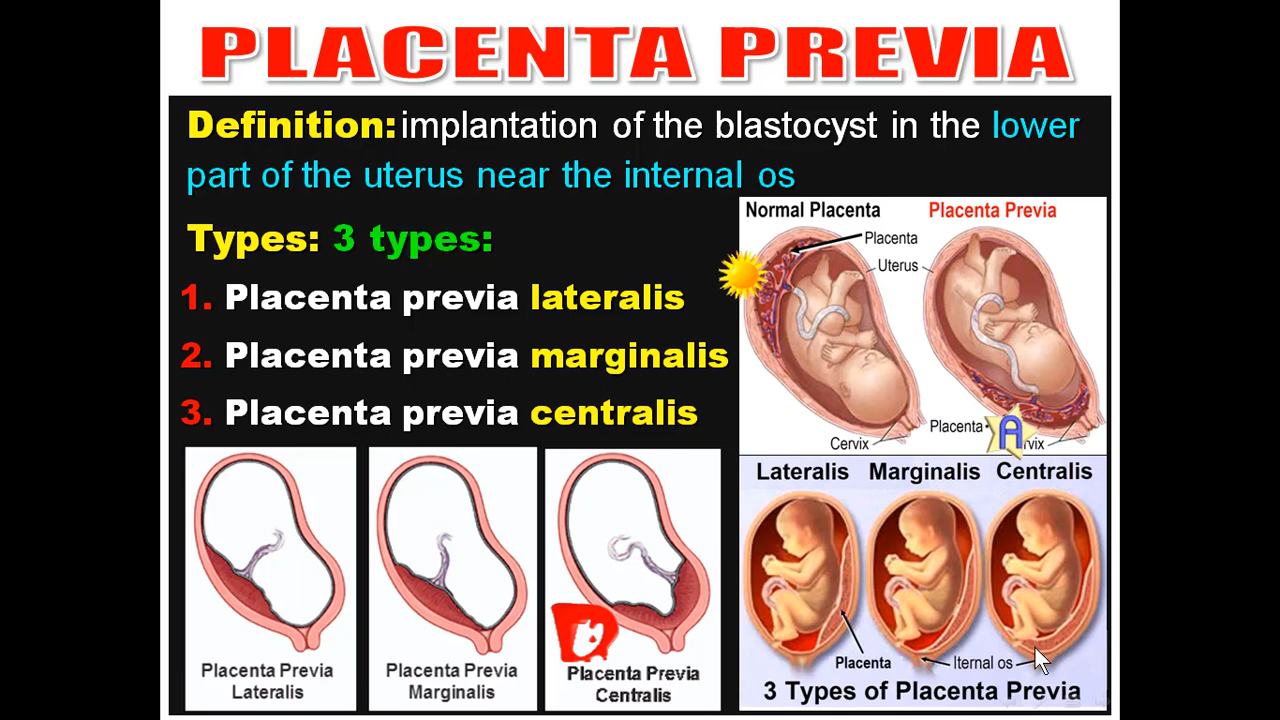 PLACENTA PREVIA
Definition: implantation of the blastocyst in the lower
part of the uterus near the internal os
Types: 3 types:
1. Placenta previa lateralis
2. Placenta previa marginalis
3. Placenta previa centralis
Normal Placenta
Placenta Previa
Placenta
Uterus
Placenta
A
Cervix
rvix
Lateralis Marginalis Centralis
Placenta
Iternal os
3 Types of Placenta Previa
Placenta Previa
Lateralis
Placenta Previa
Marginalis
Placenta Previa
Centralis